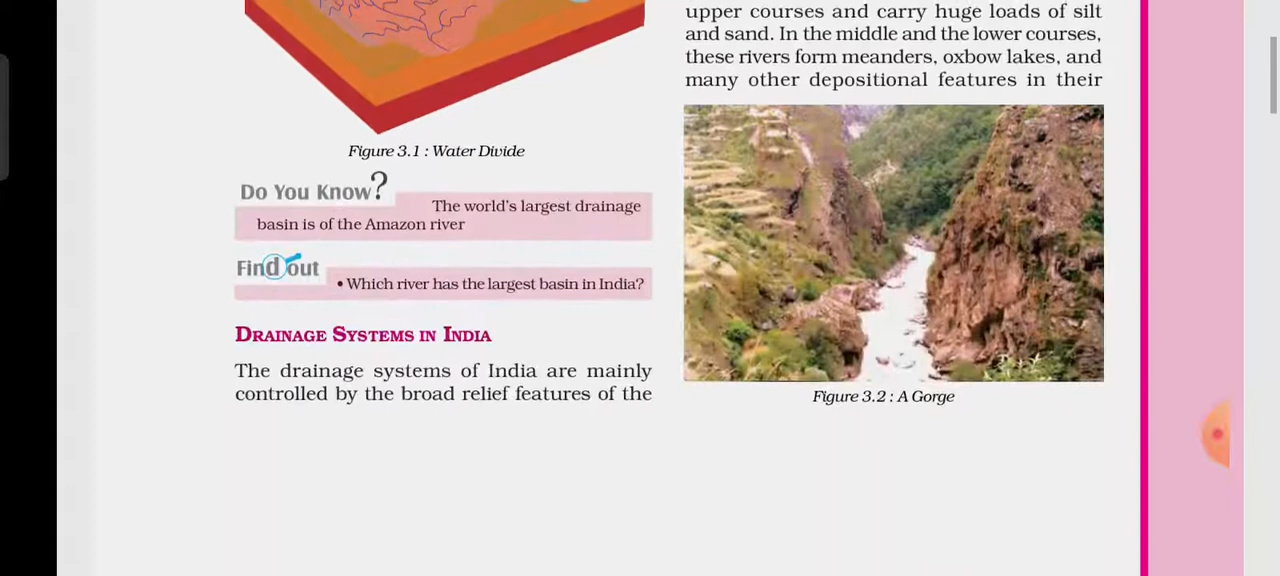 Figure 3.1 : Water Divide
Do You Know?
The world's largest drainage
basin is of the Amazon river
Find out
• Which river has the largest basin in India?
DRAINAGE SYSTEMS IN INDIA
The drainage systems of India are mainly
controlled by the broad relief features of the
upper courses and carry huge loads of silt
and sand. In the middle and the lower courses,
these rivers form meanders, oxbow lakes, and
many other depositional features in their
Figure 3.2 : A Gorge